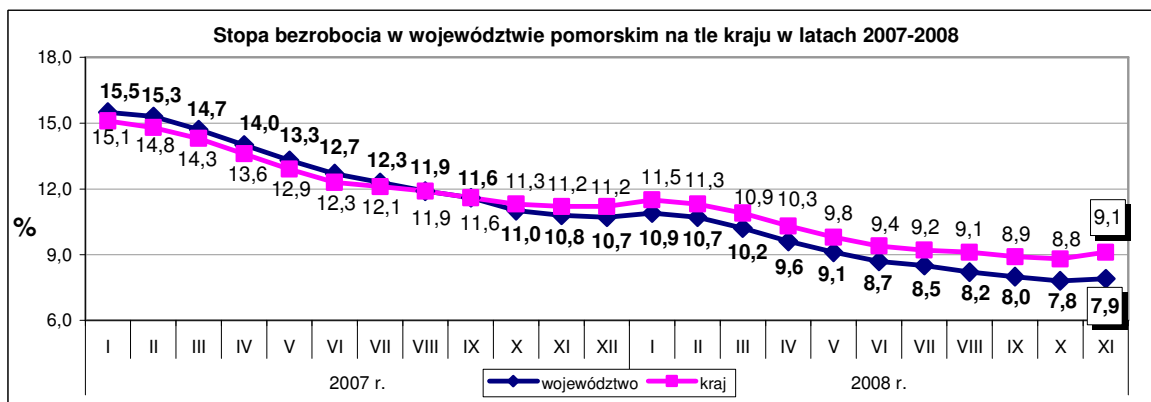 Stopa bezrobocia w województwie pomorskim na tle kraju w latach 2007-2008
18,0
15,0
12,0
9,0
6,0
%
15,5 15,3 14,7 14,0 13,3 12,7 12,3 11,9 11,6 11,3 11,2 11,2 11,5 11,3 10,9 10,3 9,8 9,4 9,2 9,1 8,9 8,8 9,1
15,1 14,8 14,3 13,6 12,9 12,3 12,1 11,9 11,6 11,0 10,8 10,7 10,9 10,7 10,2 9,6 9,1 8,7 8,5 8,2 8,0 7,8 7,9
I II III IV V VI VII VIII IX X XI XII I II III IV V VI VII VIII IX X XI
2007 r. 2008 r.
województwo kraj